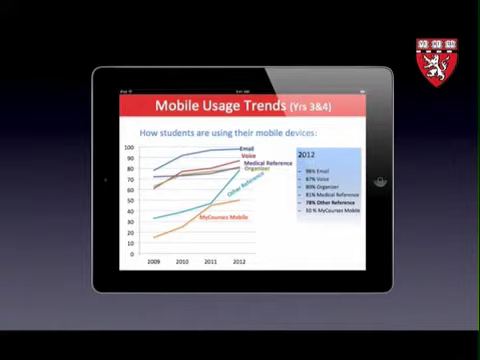 Mobile Usage Trends (Yrs 3&4)
How students are using their mobile devices:
100
90
80
70
60
50
40
30
20
10
0
2009
2010
2011
2012
Email
Voice
Medical Reference
Organizer
Other Reference
MyCourses Mobile
2012
98% Email
87% Voice
80% Organizer
81% Medical Reference
78% Other Reference
50 % MyCourses Mobile